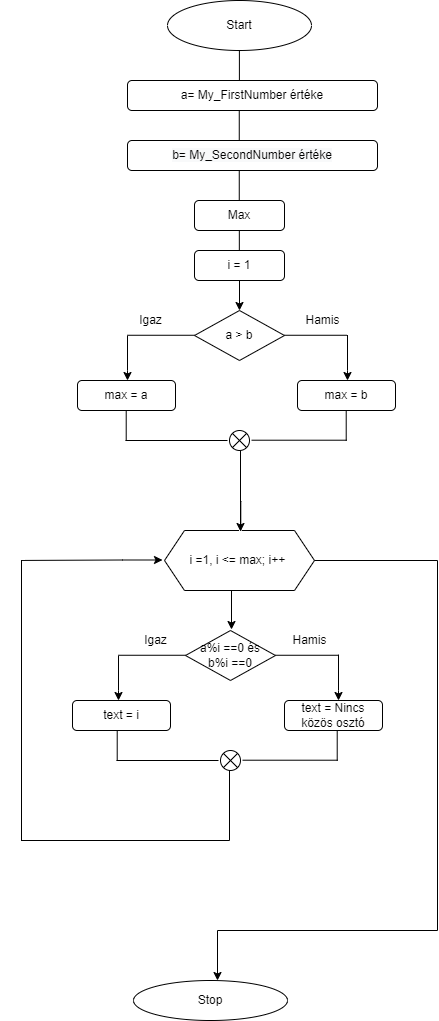 Start
a= My_FirstNumber értéke
b= My_SecondNumber értéke
Max
i = 1
Igaz
Hamis
a > b
max = a
max = b
i =1, i <= max; i++
Igaz
Hamis
a%i ==0 és
b%i ==0
text = i
text = Nincs
közös osztó
Stop